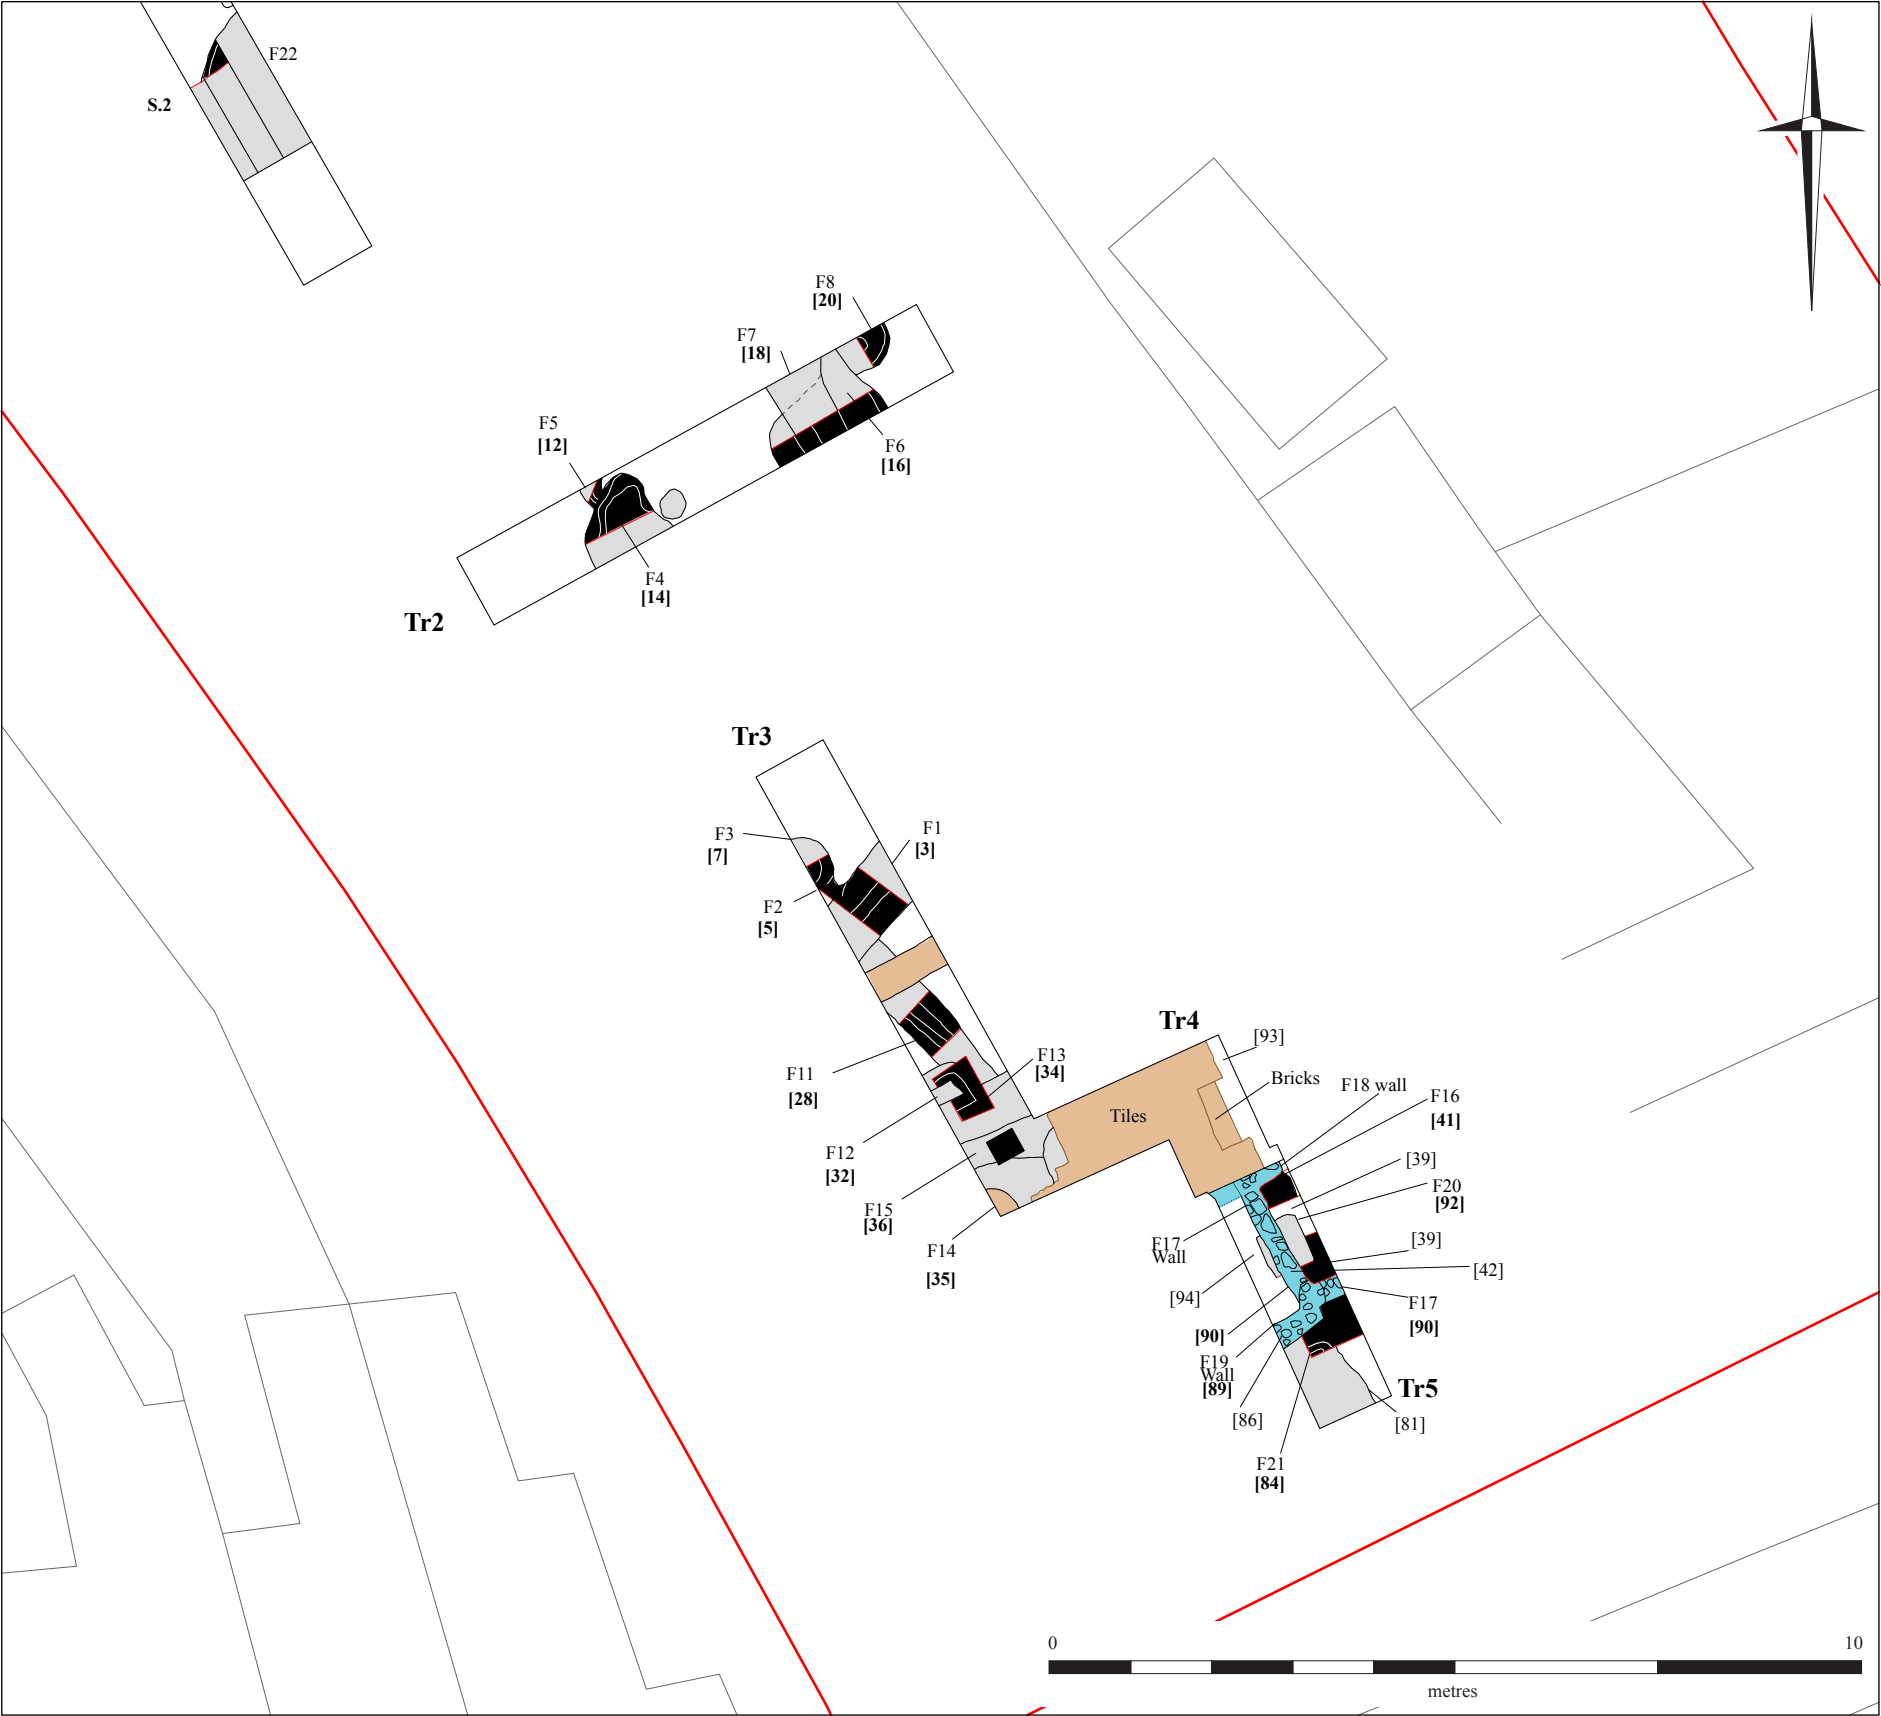 F22
S.2
F8
[20]
F7
[18]
F5
[12]
F6
[16]
F4
[14]
Tr2
Tr3
F3
[7]
F1
[3]
F2
[5]
Tr4
[93]
F13
[34]
F11
[28]
Bricks
F18 wall
F16
[41]
Tiles
F12
[32]
[39]
F20
[92]
F15
[36]
F17
Wall
[39]
F14
[35]
[42]
[94]
F17
[90]
[90]
F19
Wall
[89]
Tr5
[86]
[81]
F21
[84]
0 10
metres